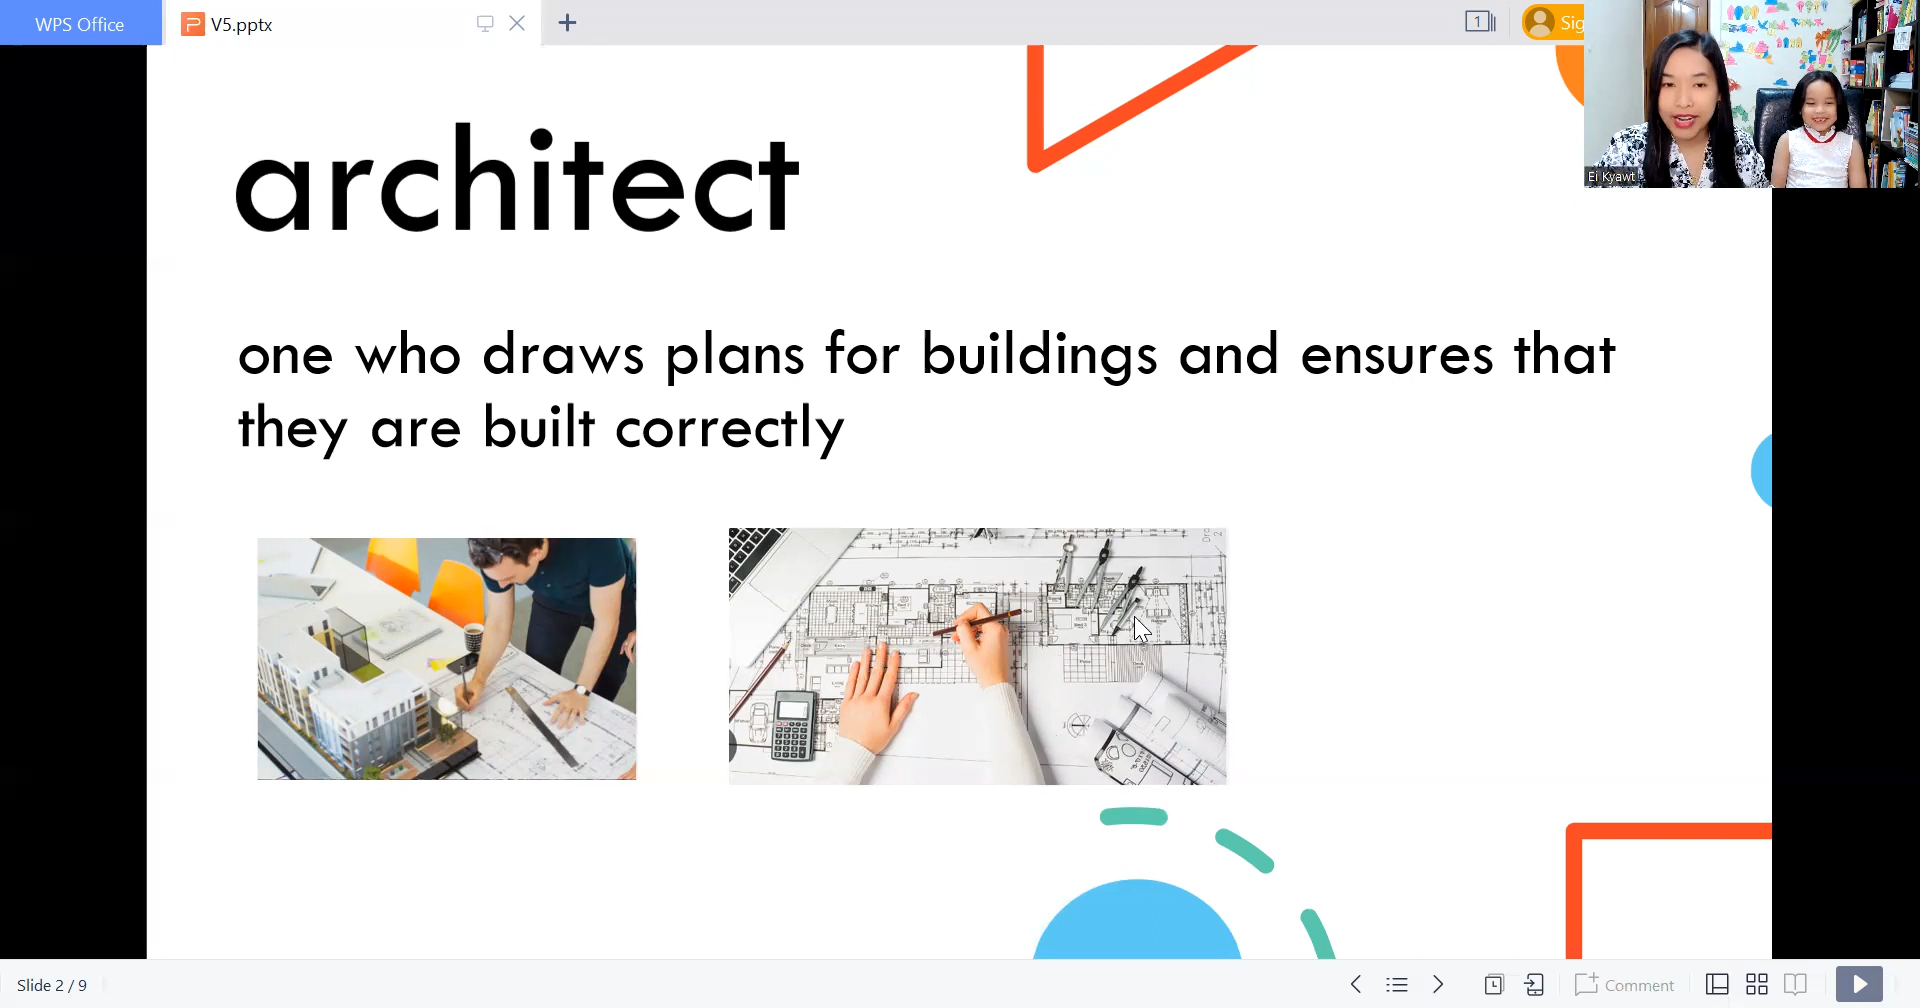 WPS Office
V5.pptx
1
Sig
Ei Kyawt
architect
one who draws plans for buildings and ensures that
they are built correctly
Slide 2 / 9
Comment